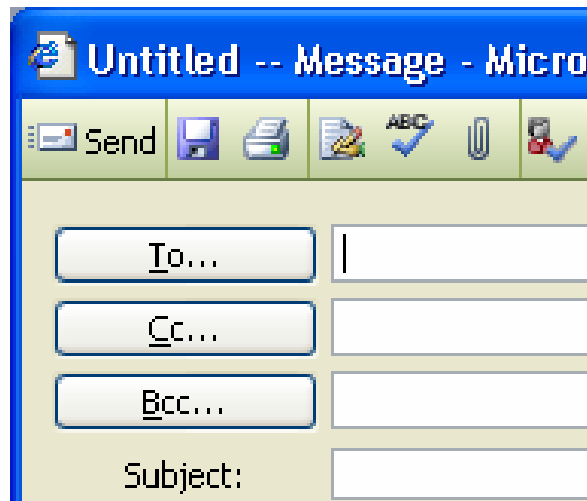 Untitled -- Message - Micro
Send ABC
To...
Cc...
Bcc...
Subject: